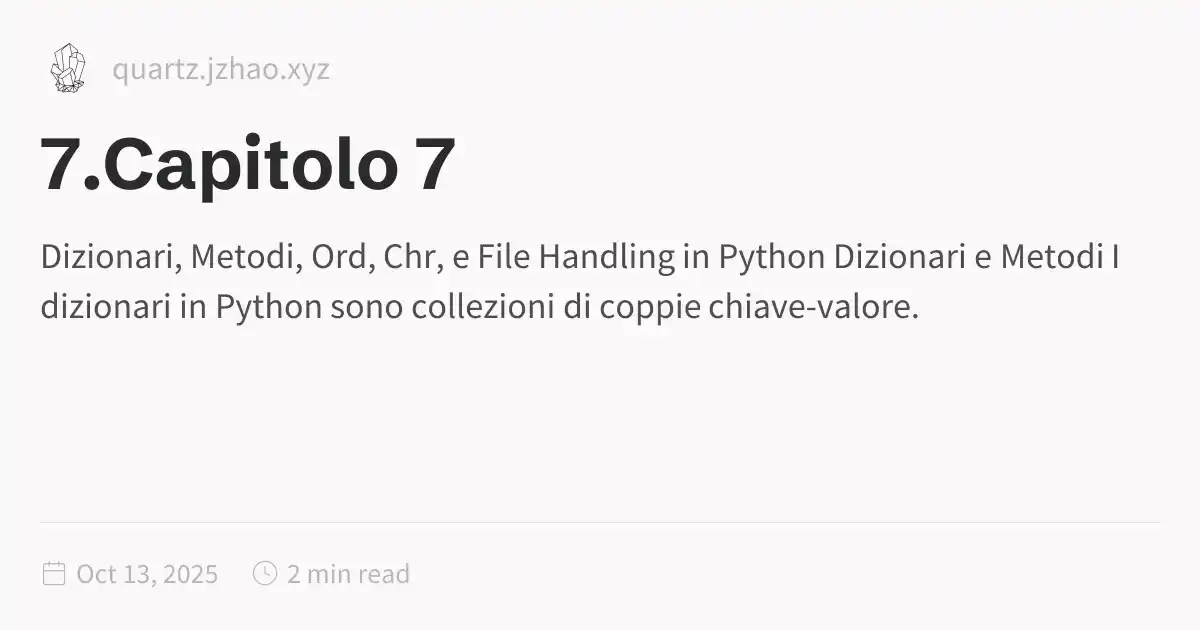 quartz.jzhao.xyz
7.Capitolo 7
Dizionari, Metodi, Ord, Chr, e File Handling in Python Dizionari e Metodi I
dizionari in Python sono collezioni di coppie chiave-valore.
Oct 13, 2025 2 min read